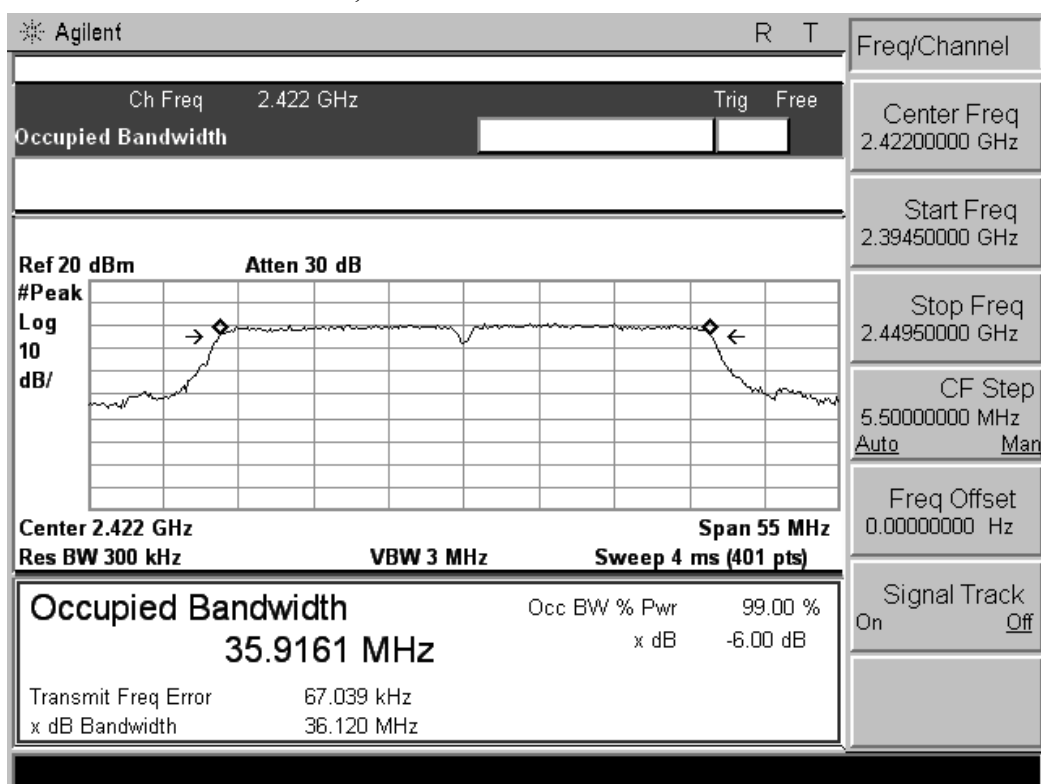 Agilent R T
Freq/Channel
Ch Freq 2.422 GHz Trig Free
Occupied Bandwidth
Center Freq
2.42200000 GHz
Start Freq
2.39450000 GHz
Stop Freq
2.44950000 GHz
CF Step
5.50000000 MHz
Auto Man
Freq Offset
0.00000000 Hz
Signal Track
On Off
Ref 20 dBm Atten 30 dB
#Peak
Log
10
dB/
Center 2.422 GHz Span 55 MHz
Res BW 300 kHz VBW 3 MHz Sweep 4 ms (401 pts)
Occupied Bandwidth Occ BW % Pwr 99.00 %
35.9161 MHz x dB -6.00 dB
Transmit Freq Error 67.039 kHz
x dB Bandwidth 36.120 MHz